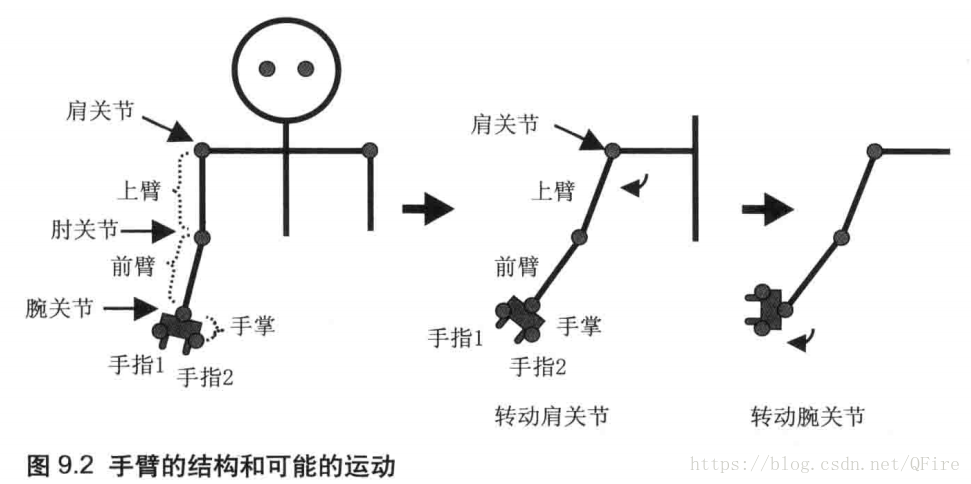 肩关节
上臂
肘关节
前臂
腕关节
手掌
手指1
手指2
肩关节
上臂
前臂
手掌
手指1
手指2
转动肩关节
转动腕关节
图 9.2 手臂的结构和可能的运动
https://blog.csdn.net/QFire